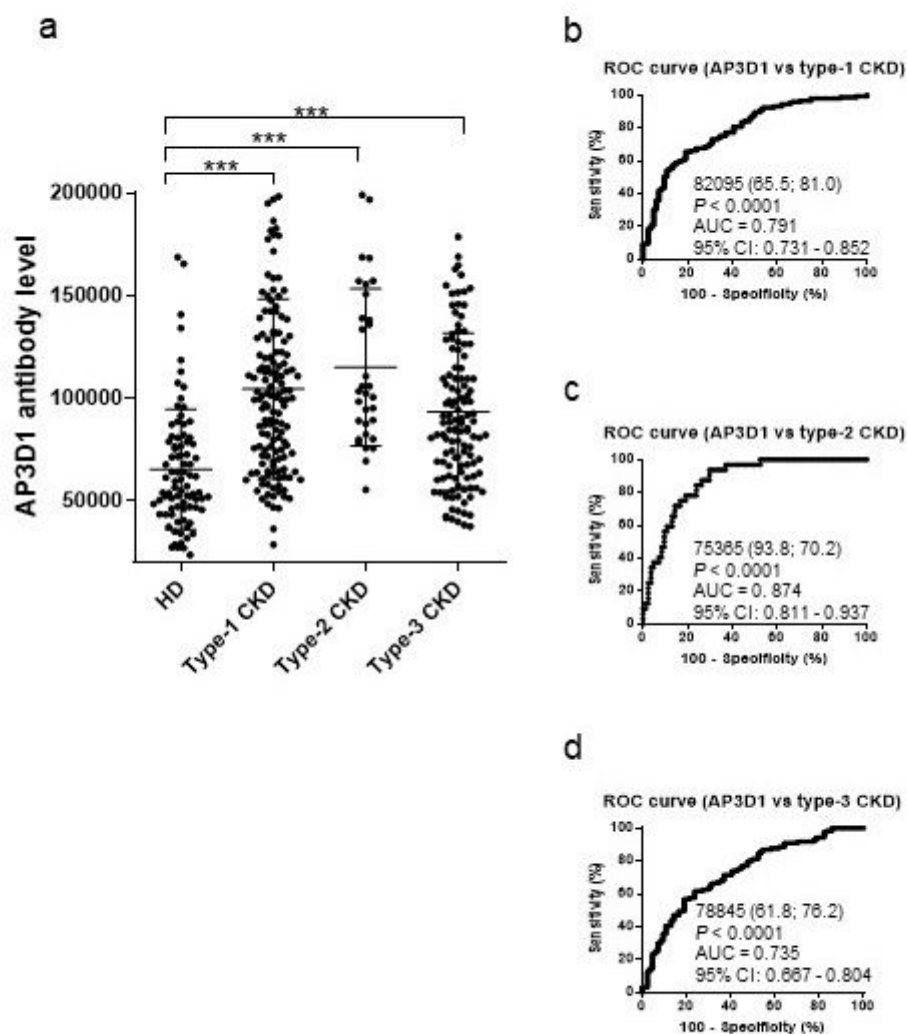 a
***
***
***
200000
150000
100000
50000
AP3D1 antibody level
HD
Type-1 CKD
Type-2 CKD
Type-3 CKD
b
ROC curve (AP3D1 vs type-1 CKD)
100
80
60
40
20
0
Sensitivity (%)
82095 (65.5; 81.0)
P < 0.0001
AUC = 0.791
95% CI: 0.731 - 0.852
0 20 40 60 80 100
100 - Specificity (%)
c
ROC curve (AP3D1 vs type-2 CKD)
100
80
60
40
20
0
Sensitivity (%)
75365 (93.8; 70.2)
P < 0.0001
AUC = 0.874
95% CI: 0.811 - 0.937
0 20 40 60 80 100
100 - Specificity (%)
d
ROC curve (AP3D1 vs type-3 CKD)
100
80
60
40
20
0
Sensitivity (%)
78845 (61.8; 76.2)
P < 0.0001
AUC = 0.735
95% CI: 0.667 - 0.804
0 20 40 60 80 100
100 - Specificity (%)